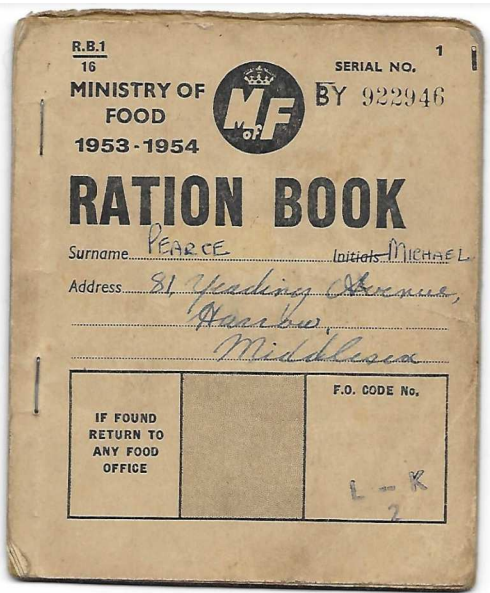 R.B.1
16
MINISTRY OF
FOOD
1953-1954
M of F
SERIAL NO.
1
BY 922946
RATION BOOK
Surname PEARCE Initials MICHAEL
Address 81, Yeading Avenue,
Harrow,
Middlesex
IF FOUND
RETURN TO
ANY FOOD
OFFICE
F.O. CODE No.
L - K
2